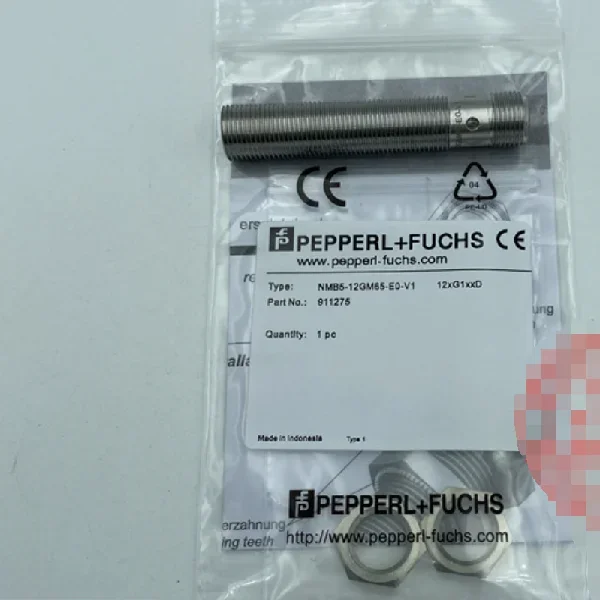 CE
04
PEPPERL+FUCHS CE
www.pepperl-fuchs.com
Type: NMB5-12GM65-E0-V1 12xG1xxD
Part No.: 911275
Quantity: 1 pc
Made in Indonesia
erzahnung
ing teeth
PEPPERL+FUCHS
http://www.pepperl-fuchs.com